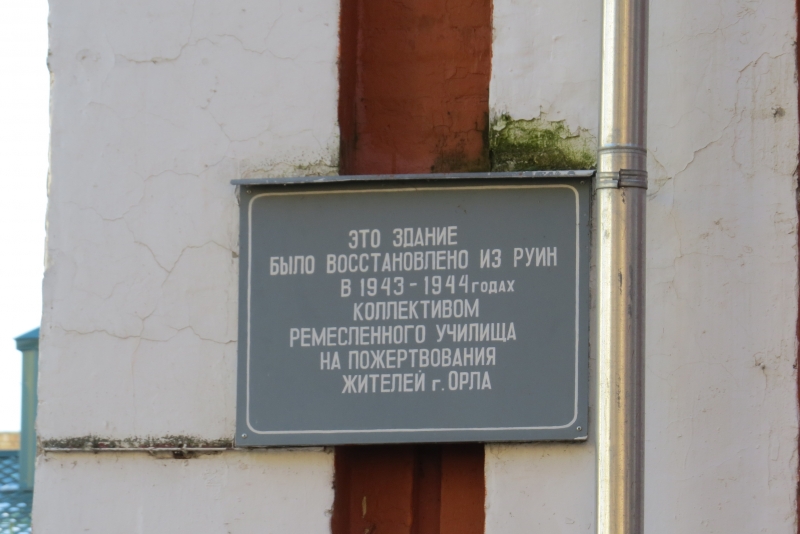 ЭТО ЗДАНИЕ
БЫЛО ВОССТАНОВЛЕНО ИЗ РУИН
В 1943-1944 ГОДАХ
КОЛЛЕКТИВОМ
РЕМЕСЛЕННОГО УЧИЛИЩА
НА ПОЖЕРТВОВАНИЯ
ЖИТЕЛЕЙ г. ОРЛА